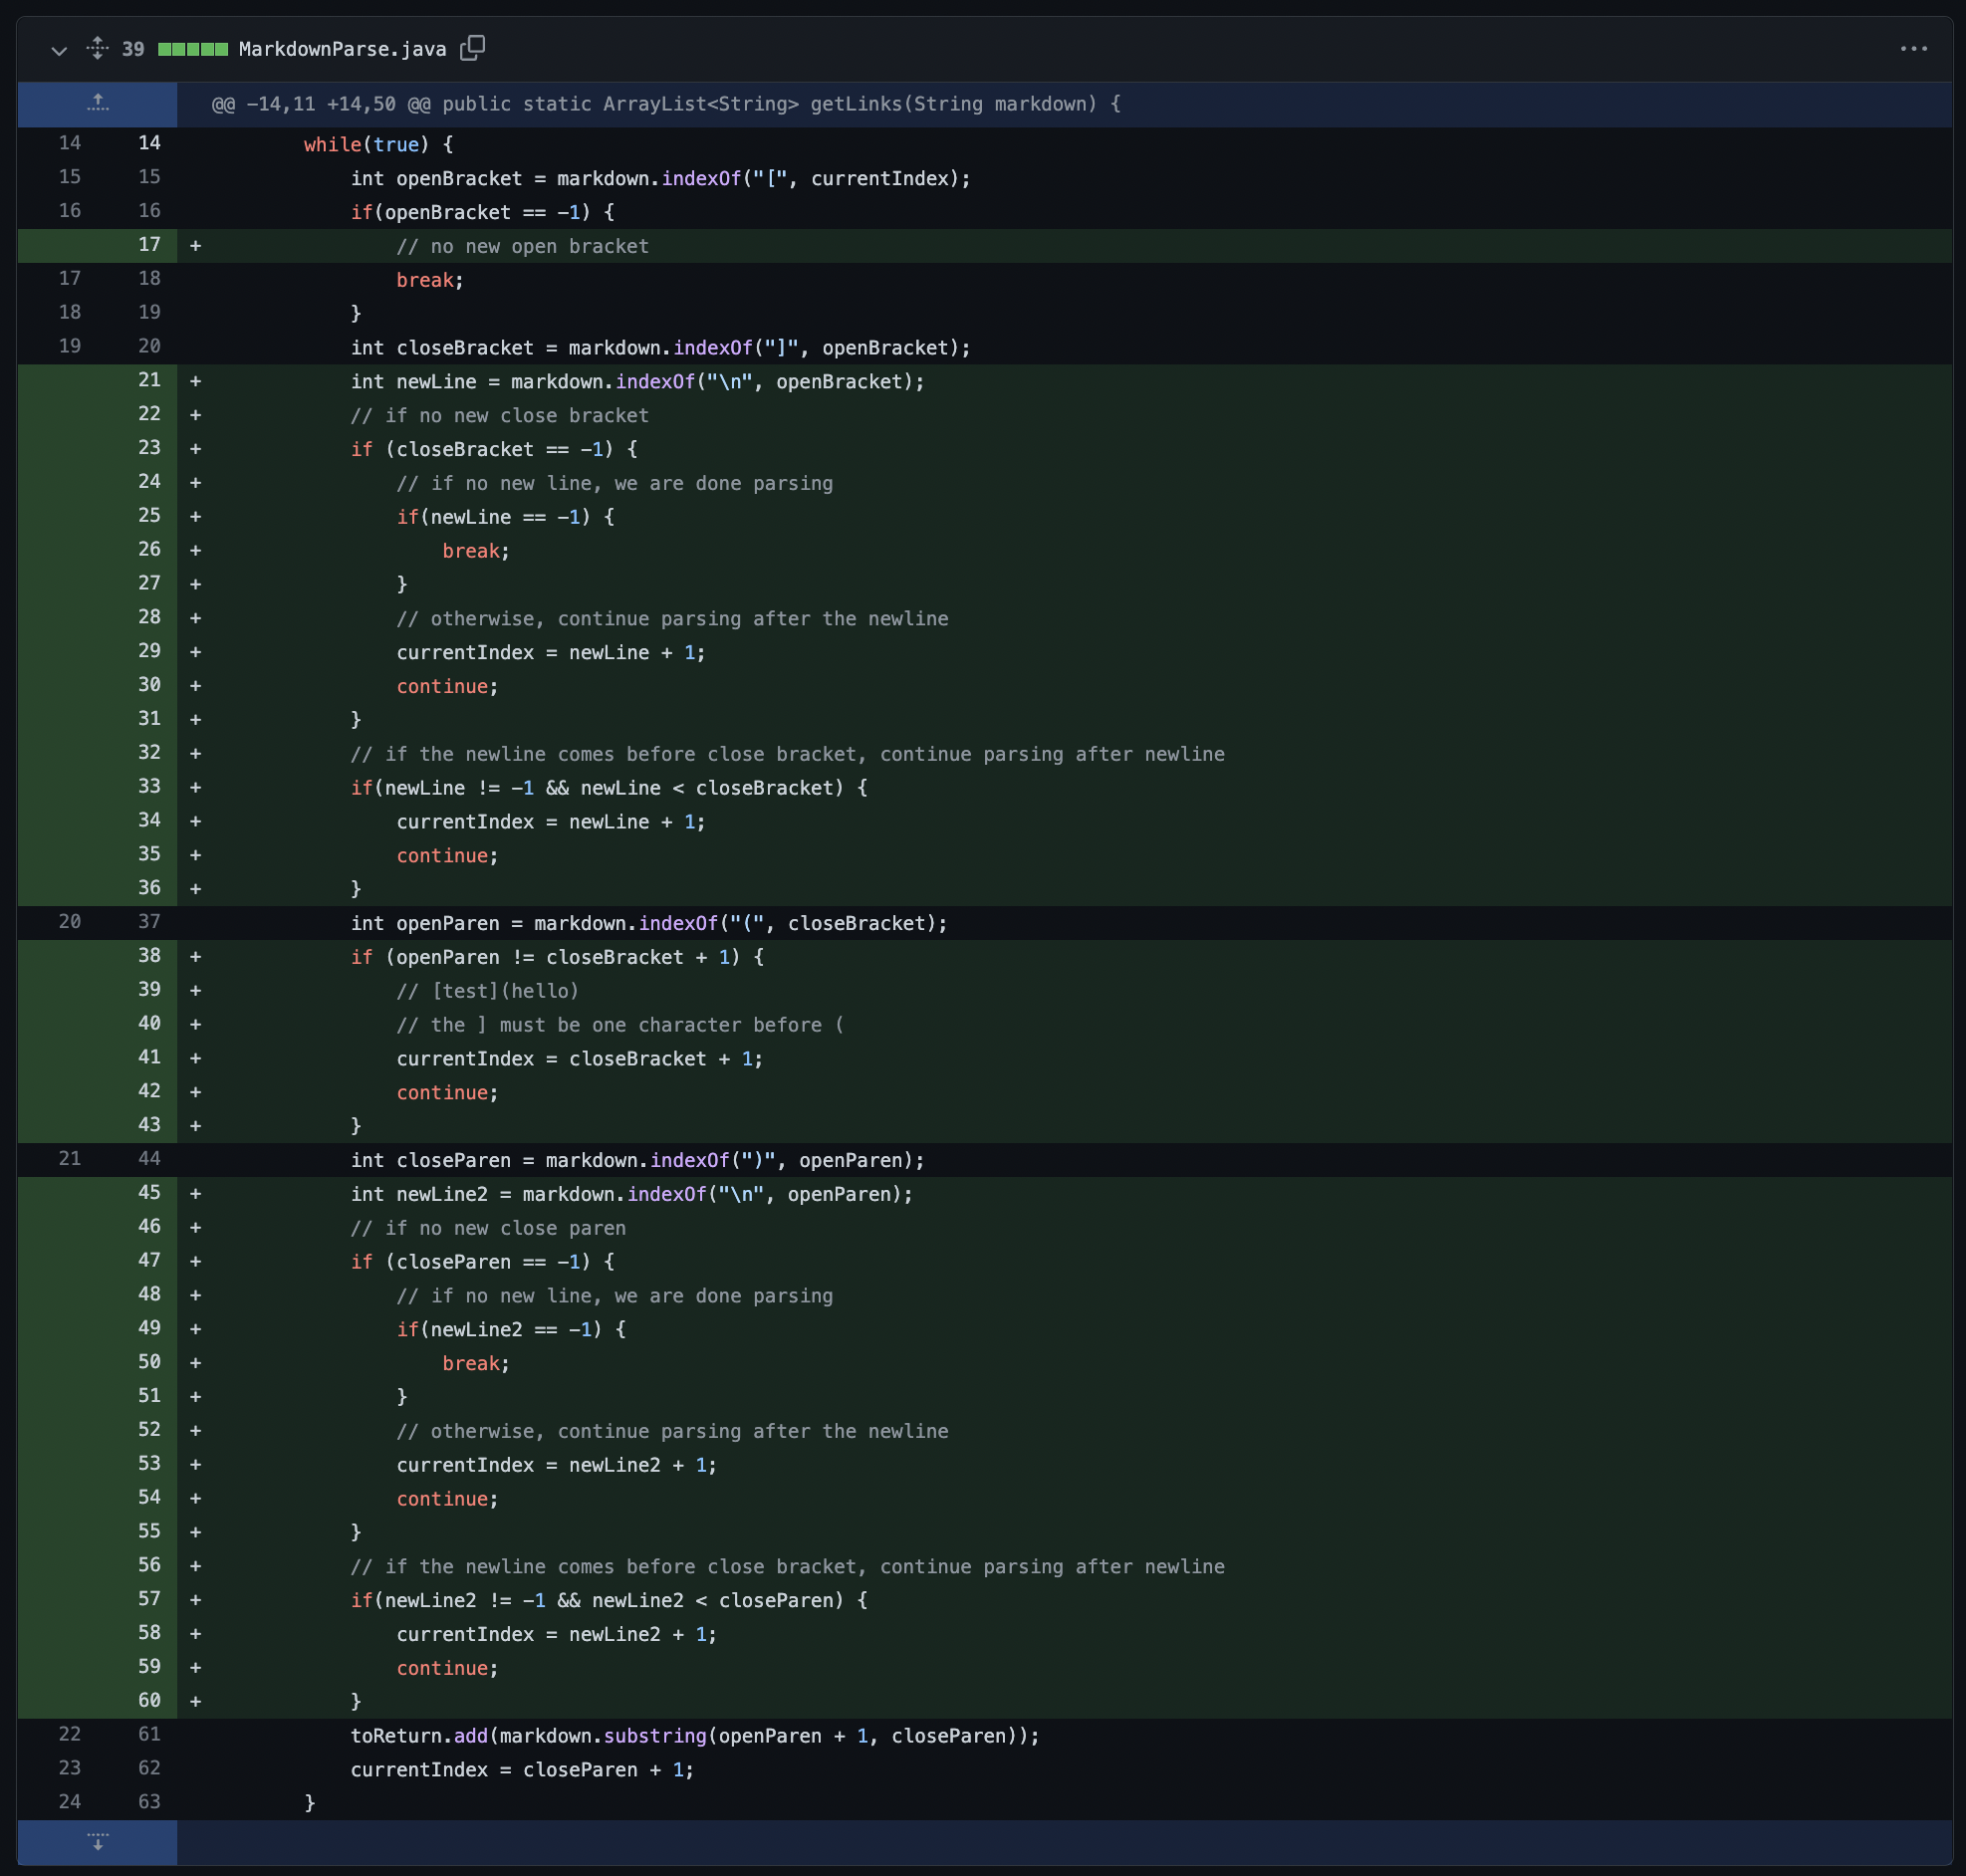 39 MarkdownParse.java
@@ -14,11 +14,50 @@ public static ArrayList<String> getLinks(String markdown) {
14 14 while(true) {
15 15 int openBracket = markdown.indexOf("[", currentIndex);
16 16 if(openBracket == -1) {
17 + // no new open bracket
17 18 break;
18 19 }
19 20 int closeBracket = markdown.indexOf("]", openBracket);
21 + int newLine = markdown.indexOf("\n", openBracket);
22 + // if no new close bracket
23 + if (closeBracket == -1) {
24 + // if no new line, we are done parsing
25 + if(newLine == -1) {
26 + break;
27 + }
28 + // otherwise, continue parsing after the newline
29 + currentIndex = newLine + 1;
30 + continue;
31 + }
32 + // if the newline comes before close bracket, continue parsing after newline
33 + if(newLine != -1 && newLine < closeBracket) {
34 + currentIndex = newLine + 1;
35 + continue;
36 + }
20 37 int openParen = markdown.indexOf("(", closeBracket);
38 + if (openParen != closeBracket + 1) {
39 + // [test](hello)
40 + // the ] must be one character before (
41 + currentIndex = closeBracket + 1;
42 + continue;
43 + }
21 44 int closeParen = markdown.indexOf(")", openParen);
45 + int newLine2 = markdown.indexOf("\n", openParen);
46 + // if no new close paren
47 + if (closeParen == -1) {
48 + // if no new line, we are done parsing
49 + if(newLine2 == -1) {
50 + break;
51 + }
52 + // otherwise, continue parsing after the newline
53 + currentIndex = newLine2 + 1;
54 + continue;
55 + }
56 + // if the newline comes before close bracket, continue parsing after newline
57 + if(newLine2 != -1 && newLine2 < closeParen) {
58 + currentIndex = newLine2 + 1;
59 + continue;
60 + }
22 61 toReturn.add(markdown.substring(openParen + 1, closeParen));
23 62 currentIndex = closeParen + 1;
24 63 }